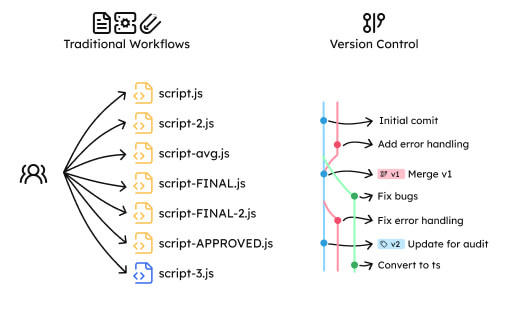 Traditional Workflows
Version Control
script.js
script-2.js
script-avg.js
script-FINAL.js
script-FINAL-2.js
script-APPROVED.js
script-3.js
Initial comit
Add error handling
v1 Merge v1
Fix bugs
Fix error handling
v2 Update for audit
Convert to ts